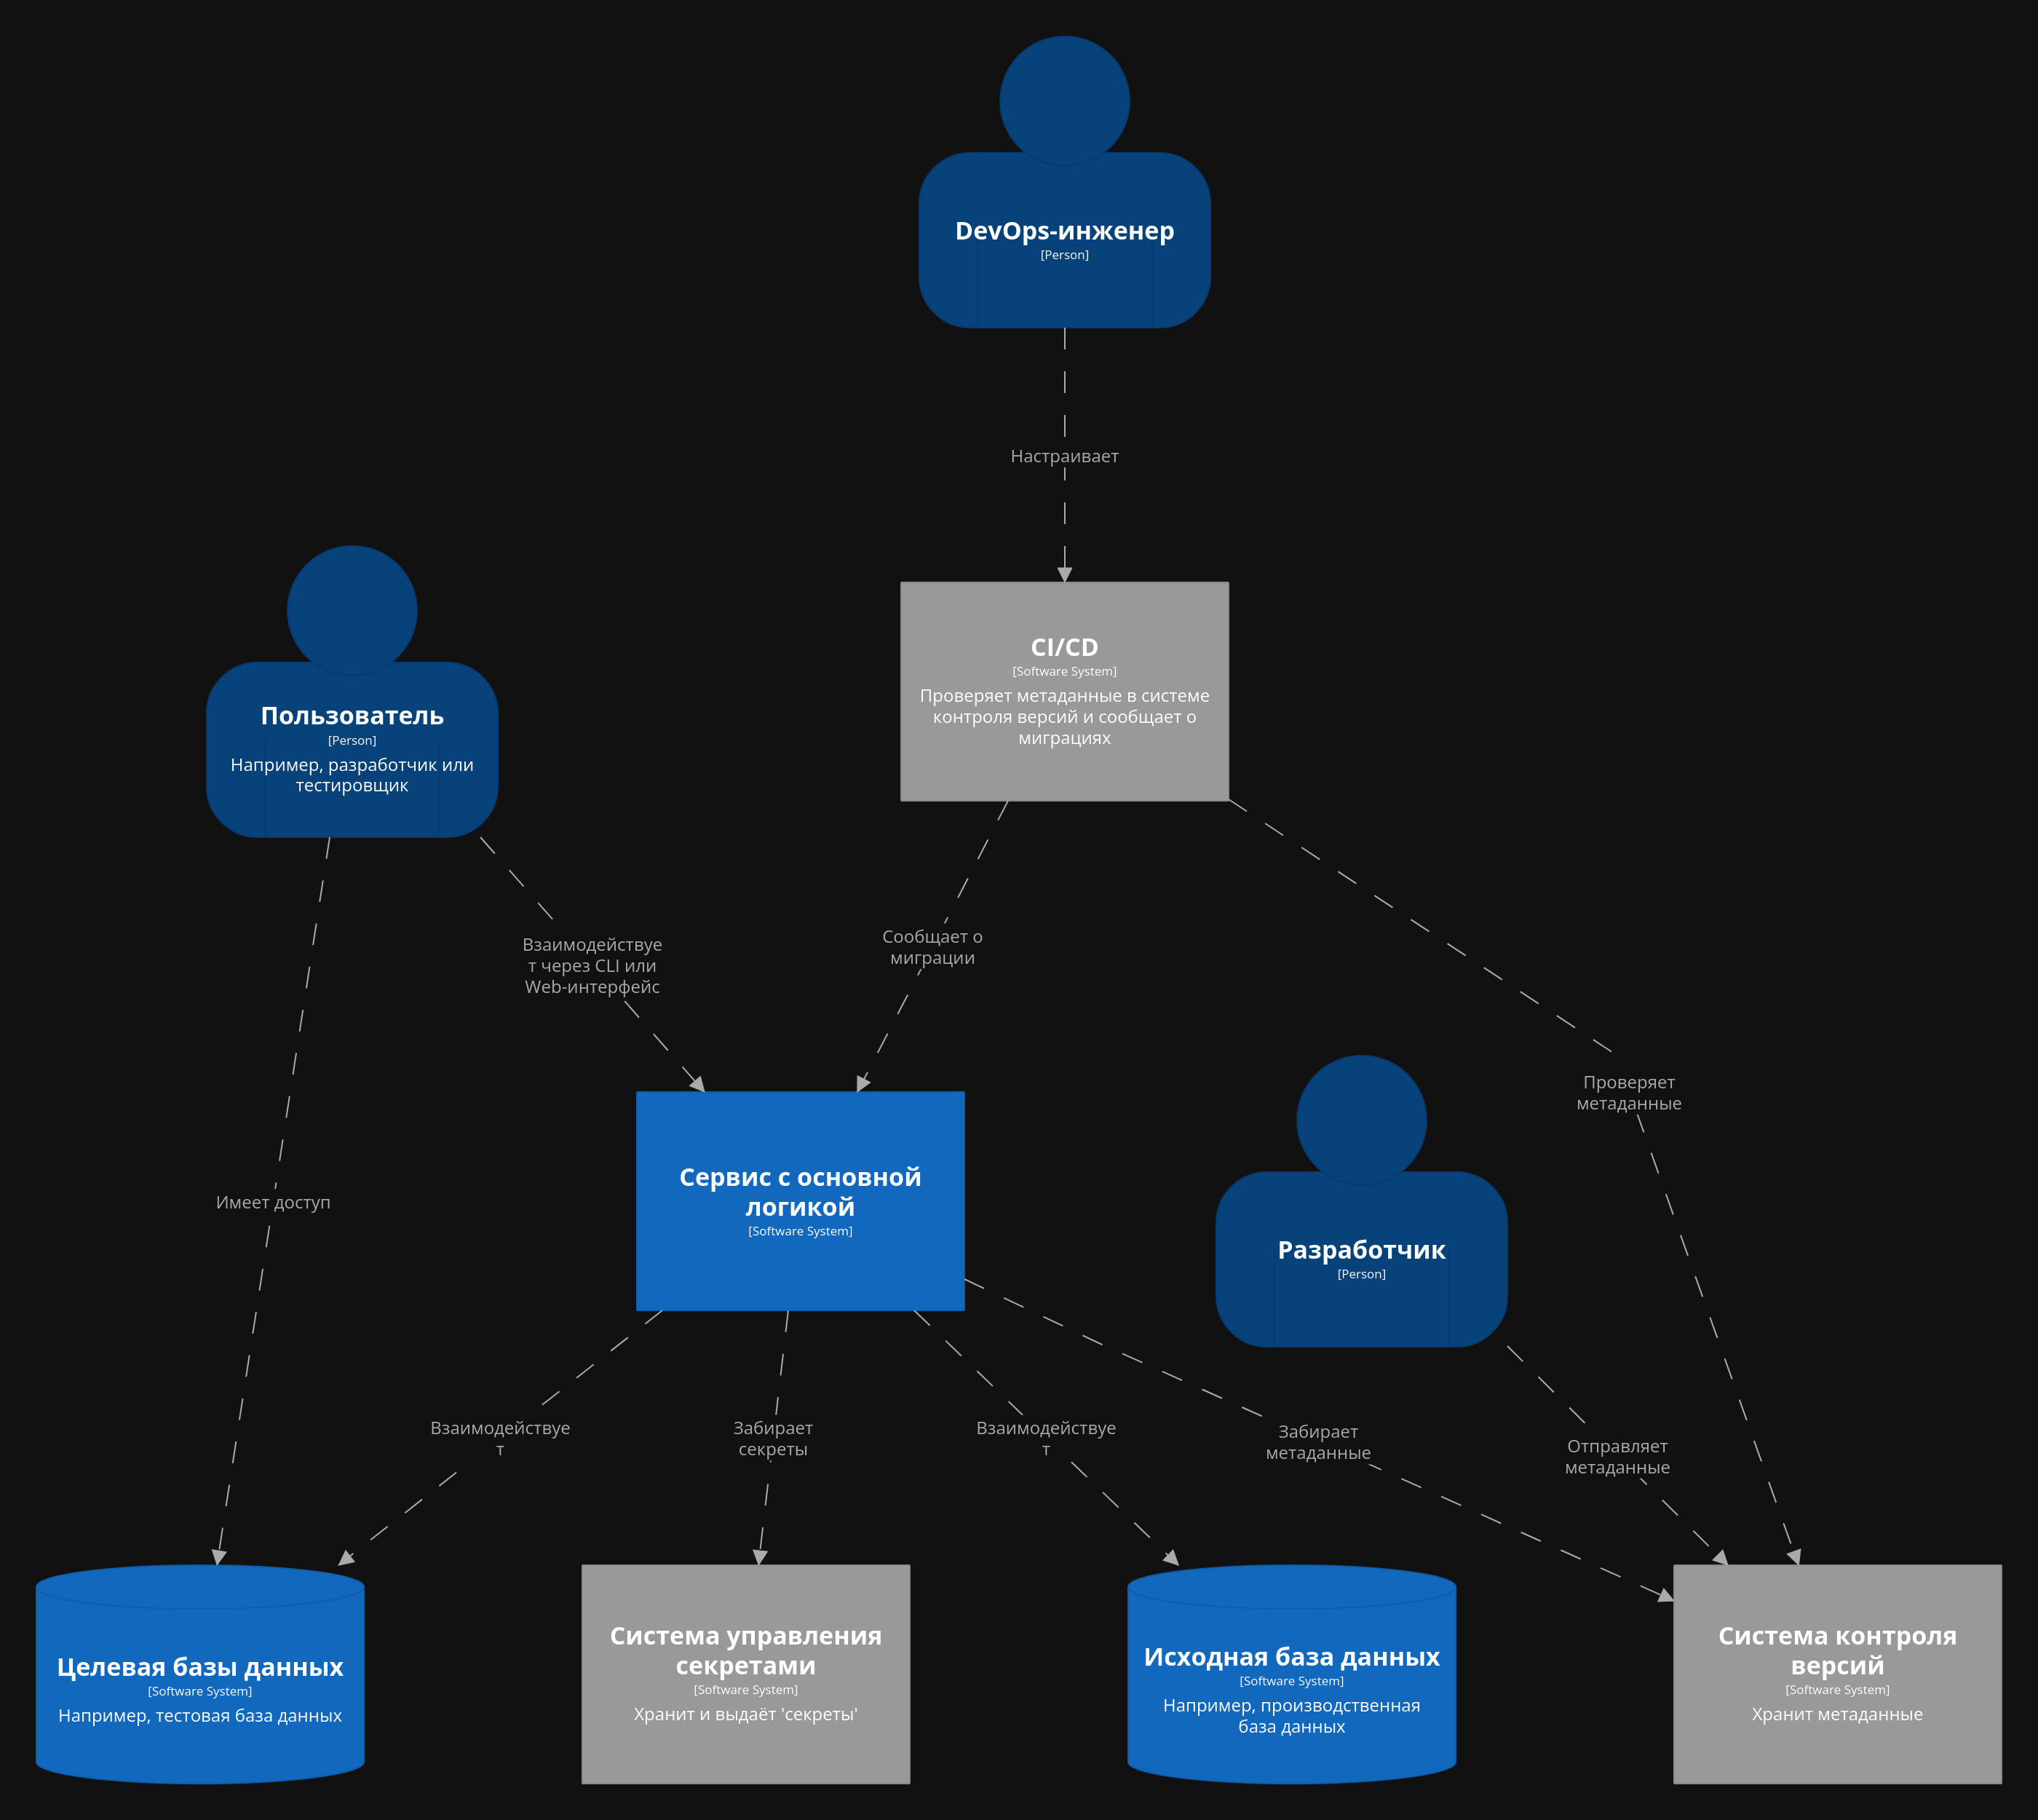 DevOps-инженер
[Person]
Настраивает
CI/CD
[Software System]
Проверяет метаданные в системе
контроля версий и сообщает о
миграциях
Пользователь
[Person]
Например, разработчик или
тестировщик
Взаимодействуе
т через CLI или
Web-интерфейс
Сообщает о
миграции
Проверяет
метаданные
Имеет доступ
Сервис с основной
логикой
[Software System]
Разработчик
[Person]
Взаимодействуе
т
Забирает
секреты
Взаимодействуе
т
Забирает
метаданные
Отправляет
метаданные
Целевая базы данных
[Software System]
Например, тестовая база данных
Система управления
секретами
[Software System]
Хранит и выдаёт 'секреты'
Исходная база данных
[Software System]
Например, производственная
база данных
Система контроля
версий
[Software System]
Хранит метаданные